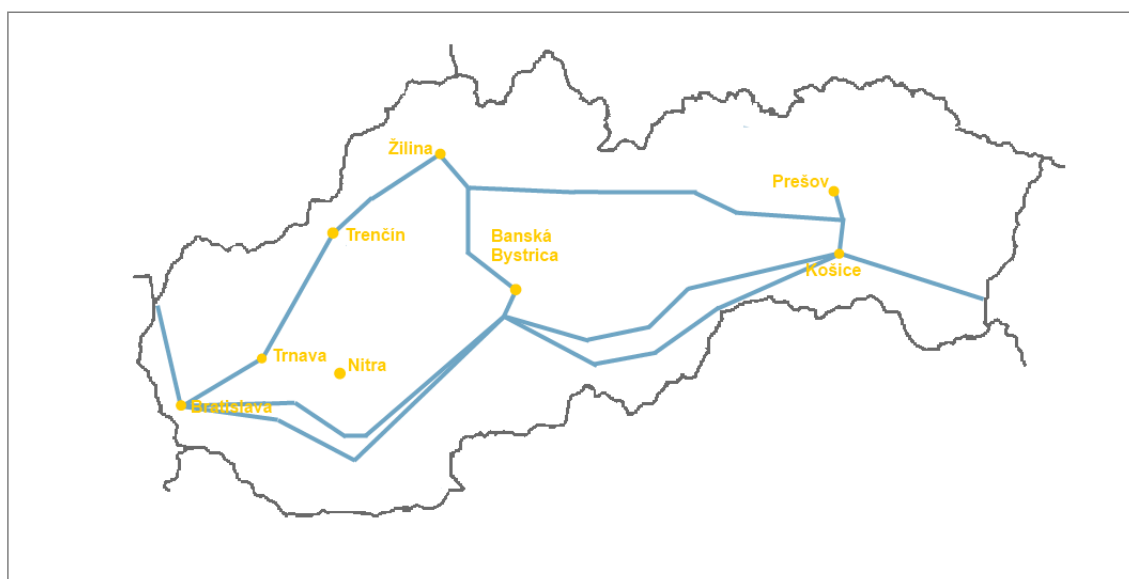 Žilina
Prešov
Trenčín
Banská
Bystrica
Košice
Trnava
Nitra
Bratislava